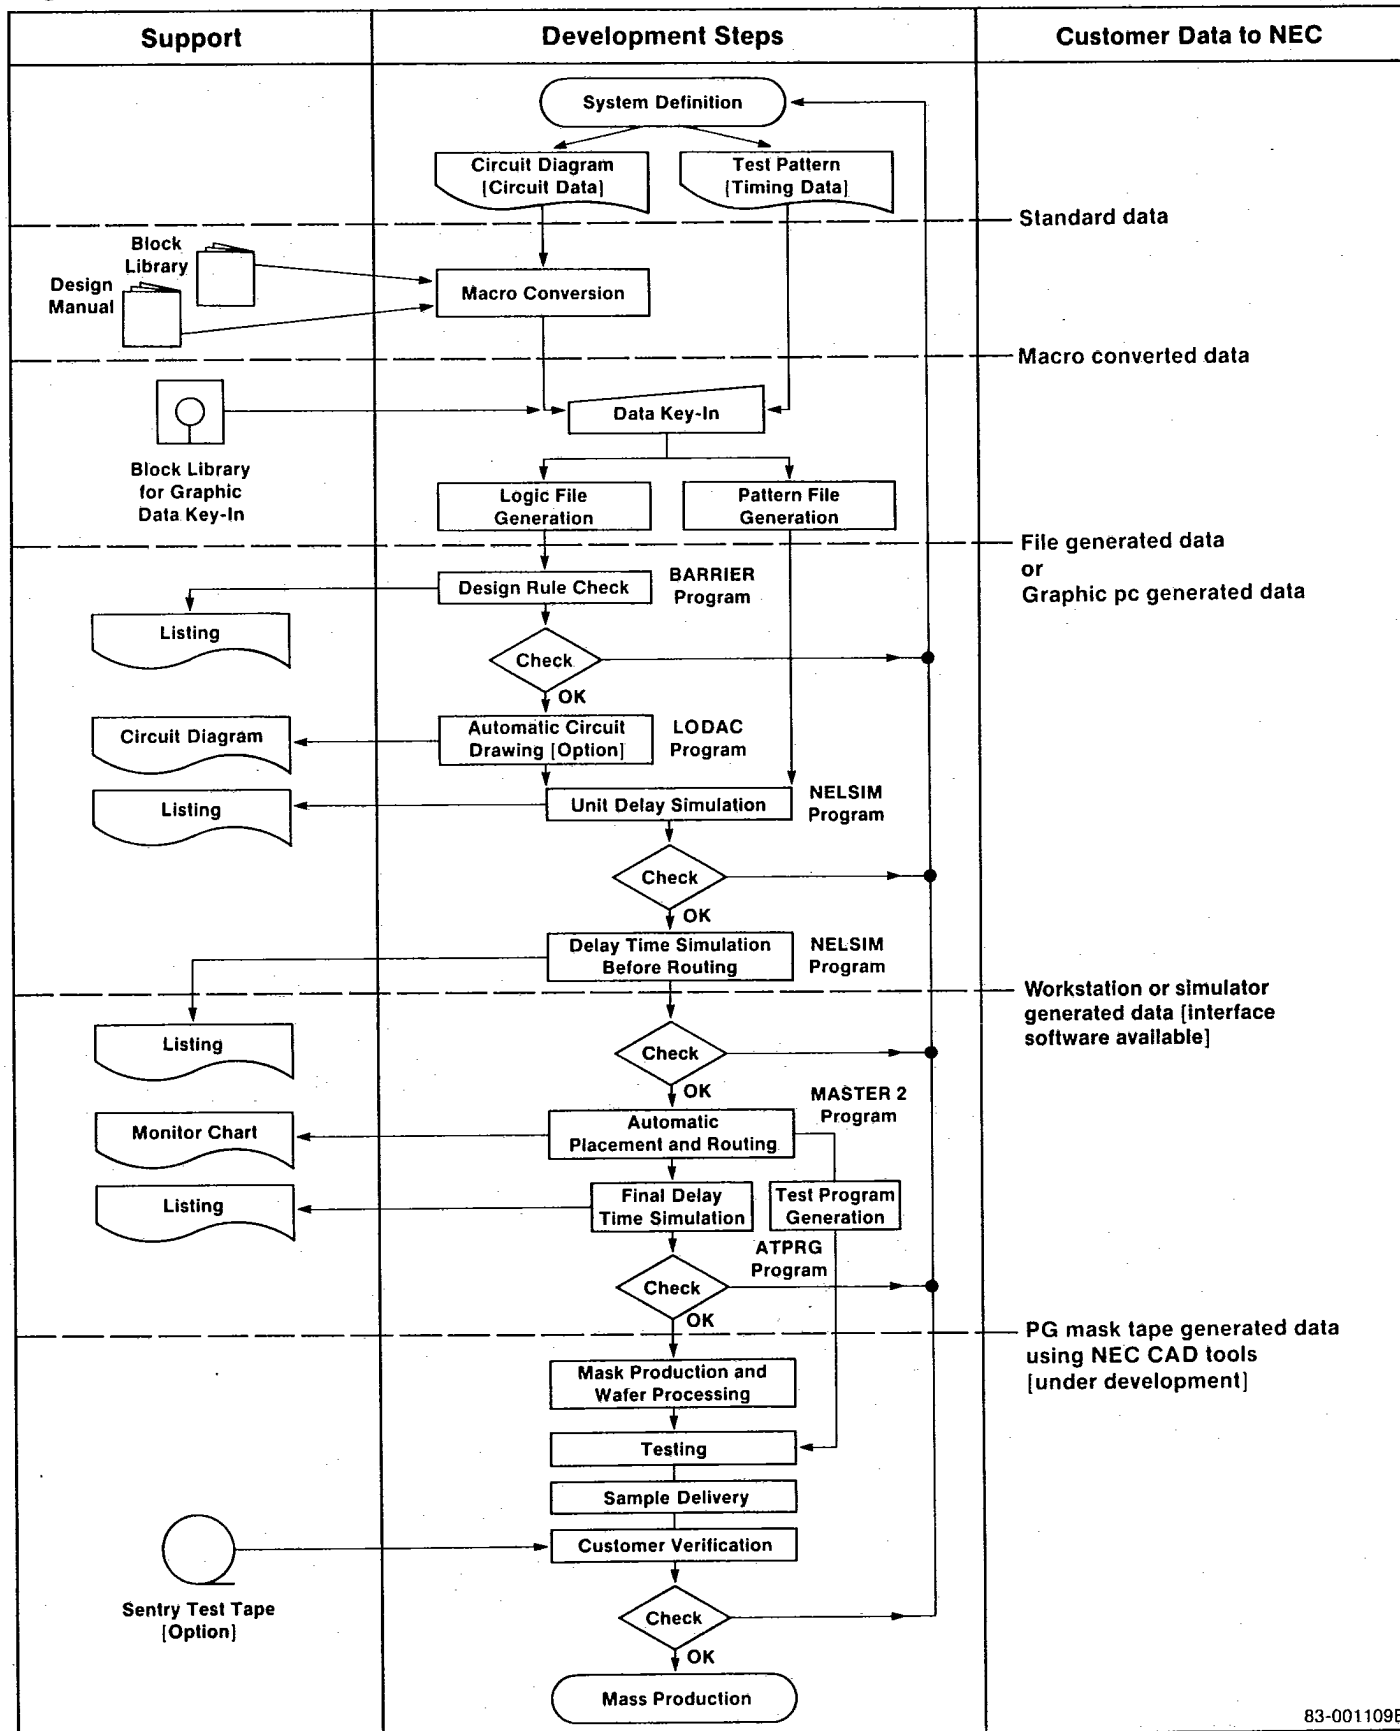 Support
Development Steps
Customer Data to NEC
System Definition
Circuit Diagram
[Circuit Data]
Test Pattern
[Timing Data]
Standard data
Block
Library
Design
Manual
Macro Conversion
Macro converted data
Data Key-In
Block Library
for Graphic
Data Key-In
Logic File
Generation
Pattern File
Generation
File generated data
or
Graphic pc generated data
Design Rule Check
BARRIER
Program
Listing
Check
OK
Circuit Diagram
Automatic Circuit
Drawing [Option]
LODAC
Program
Listing
Unit Delay Simulation
NELSIM
Program
Check
OK
Delay Time Simulation
Before Routing
NELSIM
Program
Workstation or simulator
generated data [interface
software available]
Listing
Check
OK
MASTER 2
Program
Monitor Chart
Automatic
Placement and Routing
Listing
Final Delay
Time Simulation
Test Program
Generation
ATPRG
Program
Check
OK
PG mask tape generated data
using NEC CAD tools
[under development]
Mask Production and
Wafer Processing
Testing
Sample Delivery
Customer Verification
Sentry Test Tape
[Option]
Check
OK
Mass Production
83-001109B